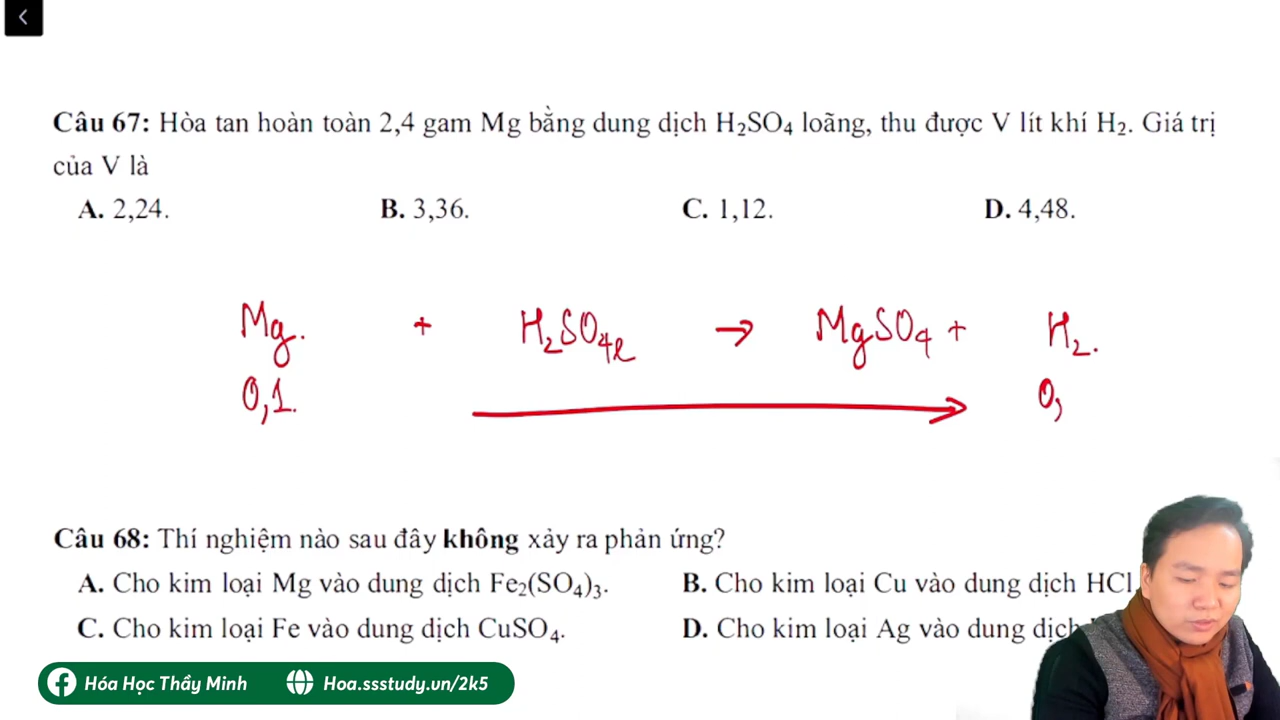 Câu 67: Hòa tan hoàn toàn 2,4 gam Mg bằng dung dịch H₂SO₄ loãng, thu được V lít khí H₂. Giá trị
của V là
A. 2,24. B. 3,36. C. 1,12. D. 4,48.
Mg. + H₂SO₄ℓ → MgSO₄ + H₂.
0,1. 0,
Câu 68: Thí nghiệm nào sau đây không xảy ra phản ứng?
A. Cho kim loại Mg vào dung dịch Fe₂(SO₄)₃. B. Cho kim loại Cu vào dung dịch HCl
C. Cho kim loại Fe vào dung dịch CuSO₄. D. Cho kim loại Ag vào dung dịch
Hóa Học Thầy Minh Hoa.ssstudy.vn/2k5